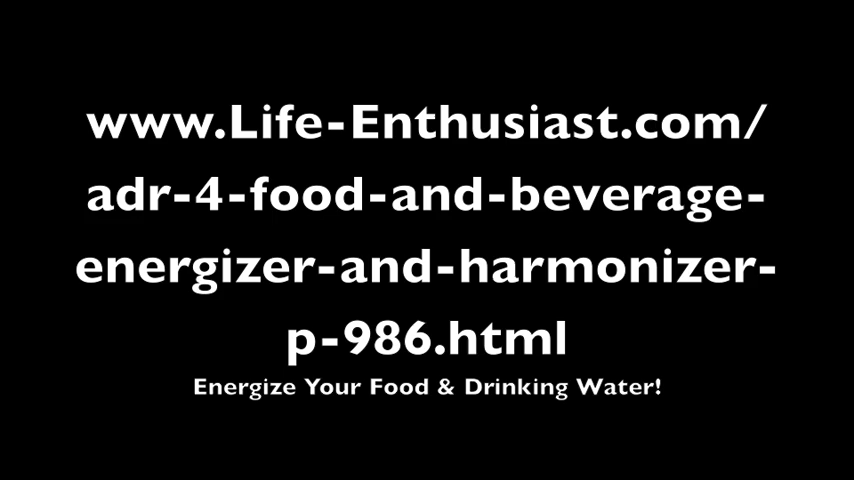 www.Life-Enthusiast.com/
adr-4-food-and-beverage-
energizer-and-harmonizer-
p-986.html
Energize Your Food & Drinking Water!